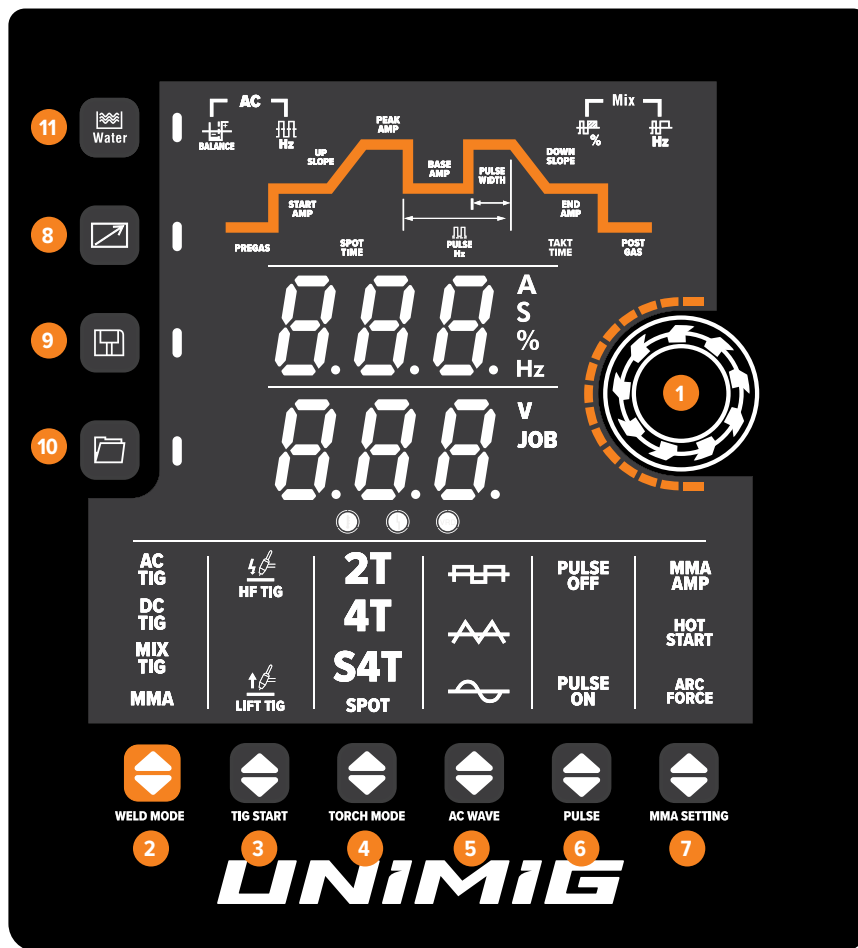 11
Water
AC
BALANCE
Hz
PEAK
AMP
UP
SLOPE
START
AMP
BASE
AMP
PULSE
WIDTH
Mix
%
Hz
DOWN
SLOPE
END
AMP
8
PREGAS
SPOT
TIME
PULSE
Hz
TAKT
TIME
POST
GAS
9
8.8.8.
A
S
%
Hz
1
10
8.8.8.
V
JOB
AC
TIG
DC
TIG
MIX
TIG
MMA
HF TIG
LIFT TIG
2T
4T
S4T
SPOT
PULSE
OFF
PULSE
ON
MMA
AMP
HOT
START
ARC
FORCE
WELD MODE
TIG START
TORCH MODE
AC WAVE
PULSE
MMA SETTING
2
3
4
5
6
7
UNIMIG